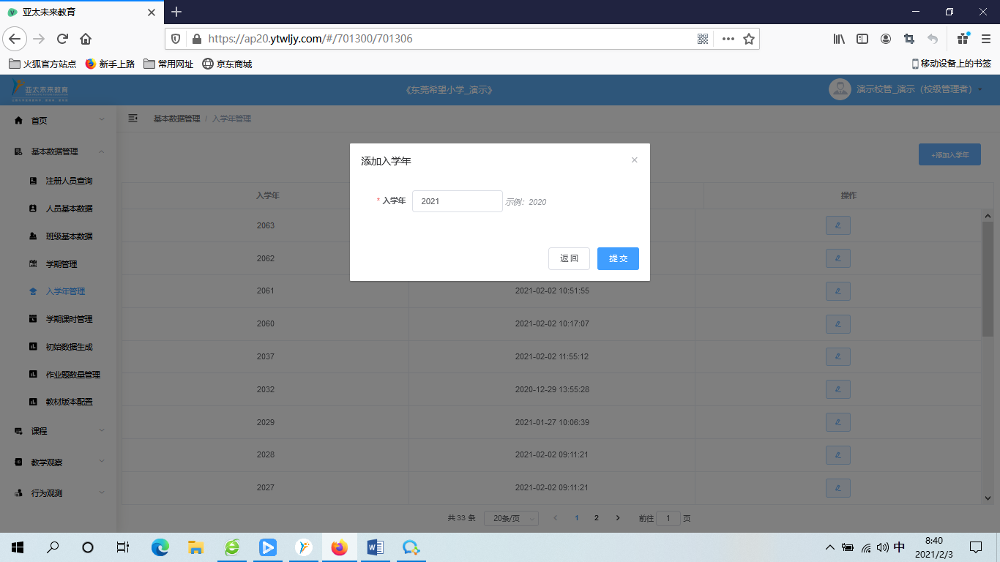 亚太未来教育
https://ap20.ytwljy.com/#/701300/701306
火狐官方站点 新手上路 常用网址 京东商城 移动设备上的书签
亚太未来教育 《东莞希望小学_演示》 演示校管_演示（校级管理者）
首页
基本数据管理
注册人员查询
人员基本数据
班级基本数据
学期管理
入学年管理
学期课时管理
初始数据生成
作业题数量管理
教材版本配置
课程
教学观察
行为观测
基本数据管理 / 入学年管理
+添加入学年
添加入学年
* 入学年 2021 示例：2020
返回 提交
入学年 操作
2063
2062
2061 2021-02-02 10:51:55
2060 2021-02-02 10:17:07
2037 2021-02-02 11:55:12
2032 2020-12-29 13:55:28
2029 2021-01-27 10:06:39
2028 2021-02-02 09:11:21
2027 2021-02-02 09:11:21
共 33 条 20条/页 1 2 前往 1 页
中 8:40
2021/2/3